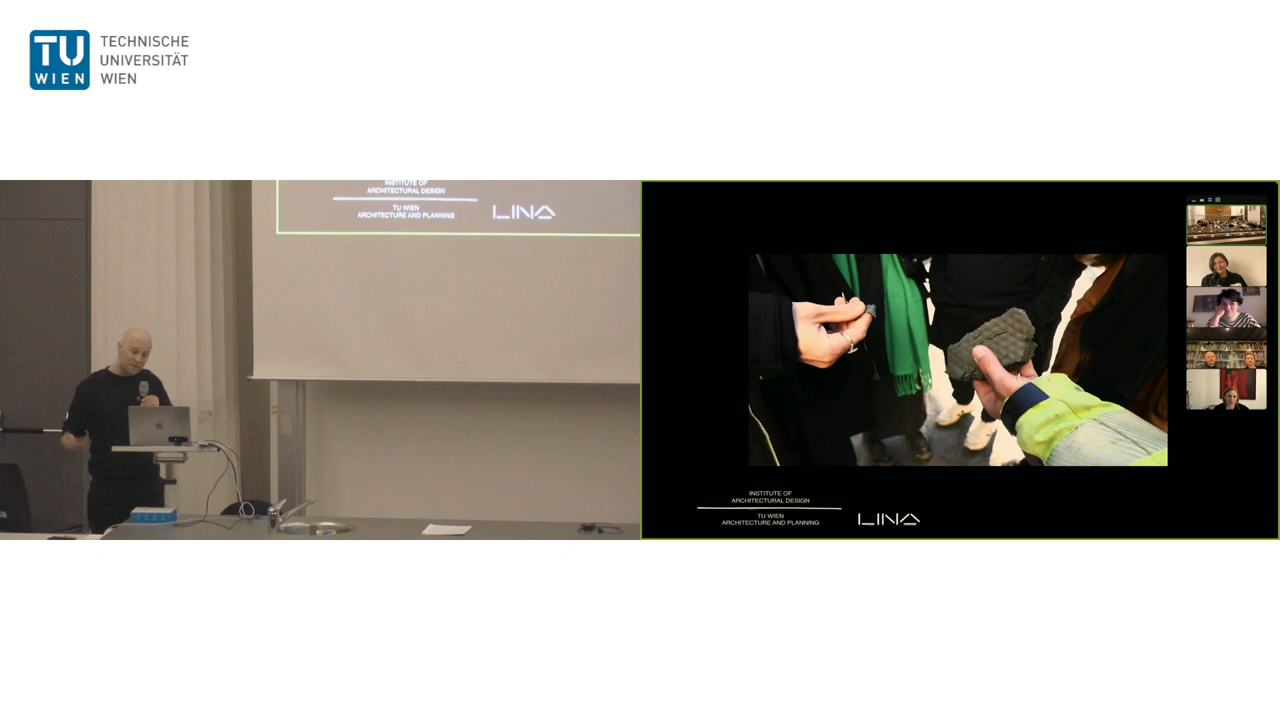 TU
WIEN
TECHNISCHE
UNIVERSITÄT
WIEN
INSTITUTE OF
ARCHITECTURAL DESIGN
TU WIEN
ARCHITECTURE AND PLANNING
LINA
INSTITUTE OF
ARCHITECTURAL DESIGN
TU WIEN
ARCHITECTURE AND PLANNING
LINA